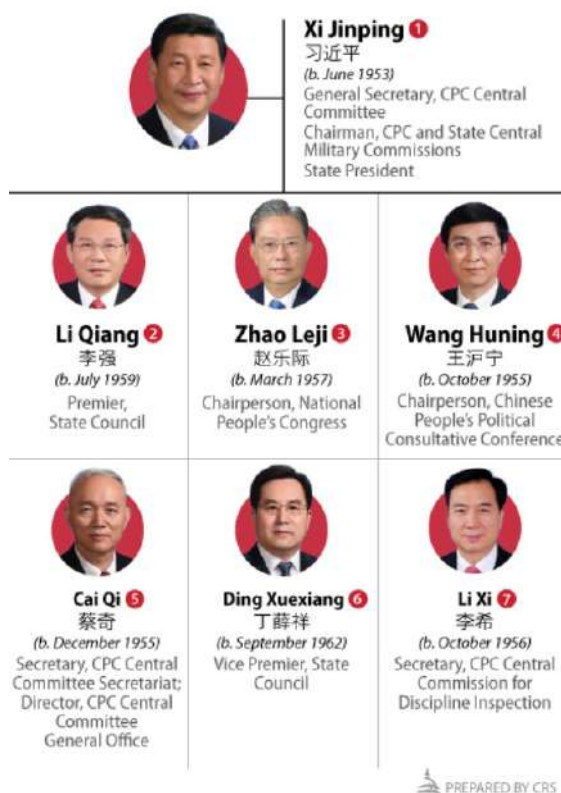 Xi Jinping 1
习近平
(b. June 1953)
General Secretary, CPC Central
Committee
Chairman, CPC and State Central
Military Commissions
State President
Li Qiang 2
李强
(b. July 1959)
Premier,
State Council
Zhao Leji 3
赵乐际
(b. March 1957)
Chairperson, National
People's Congress
Wang Huning 4
王沪宁
(b. October 1955)
Chairperson, Chinese
People's Political
Consultative Conference
Cai Qi 5
蔡奇
(b. December 1955)
Secretary, CPC Central
Committee Secretariat;
Director, CPC Central
Committee
General Office
Ding Xuexiang 6
丁薛祥
(b. September 1962)
Vice Premier, State
Council
Li Xi 7
李希
(b. October 1956)
Secretary, CPC Central
Commission for
Discipline Inspection
PREPARED BY CRS